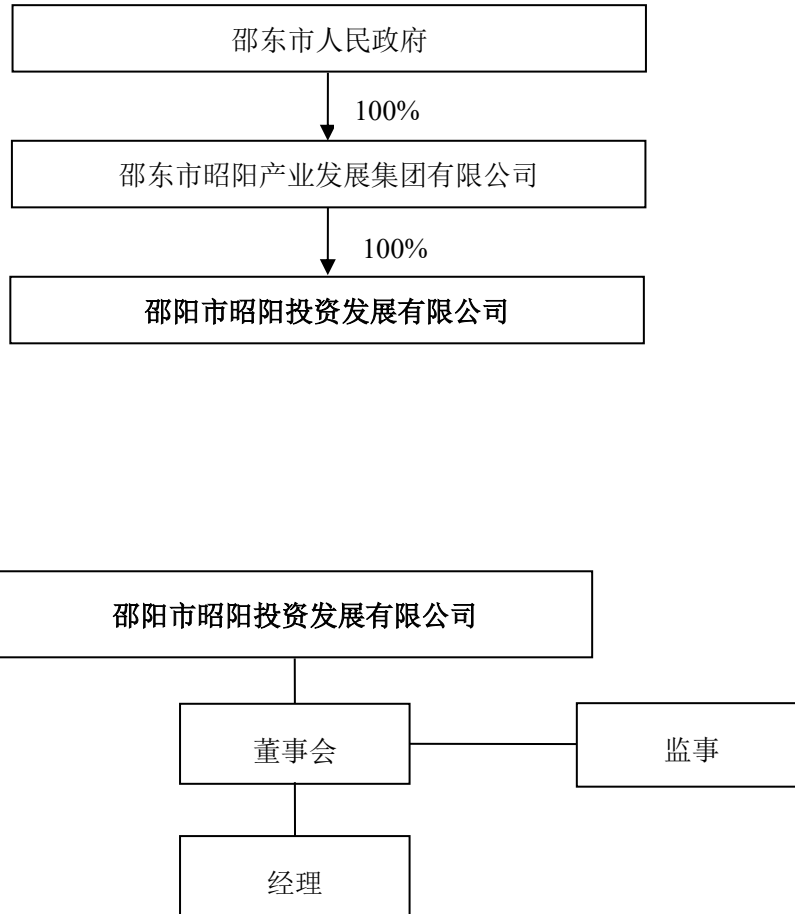 邵东市人民政府
100%
邵东市昭阳产业发展集团有限公司
100%
邵阳市昭阳投资发展有限公司
邵阳市昭阳投资发展有限公司
董事会
监事
经理